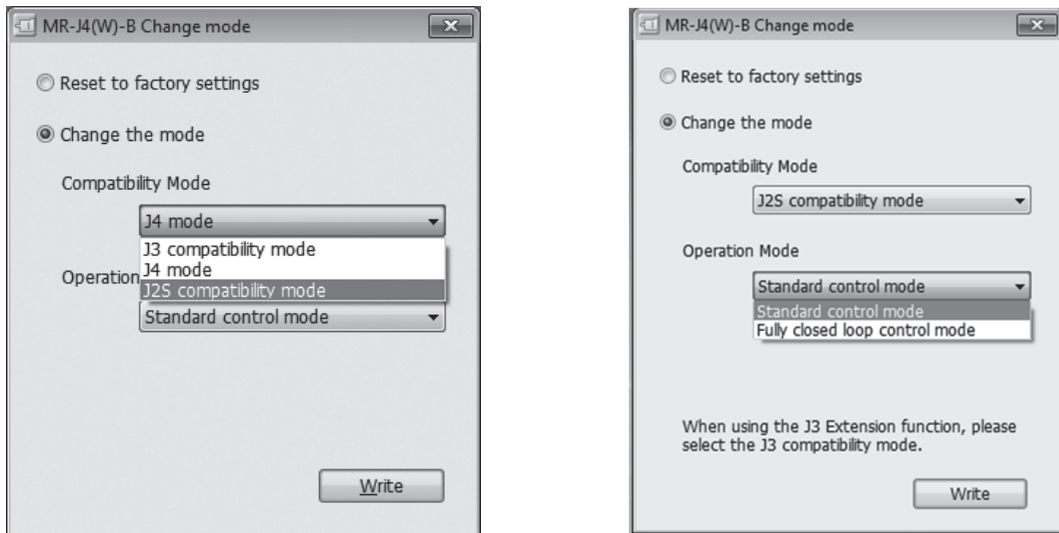 MR-J4(W)-B Change mode
Reset to factory settings
Change the mode
Compatibility Mode
J4 mode
J3 compatibility mode
J4 mode
J2S compatibility mode
Operation
Standard control mode
Write
MR-J4(W)-B Change mode
Reset to factory settings
Change the mode
Compatibility Mode
J2S compatibility mode
Operation Mode
Standard control mode
Standard control mode
Fully closed loop control mode
When using the J3 Extension function, please
select the J3 compatibility mode.
Write